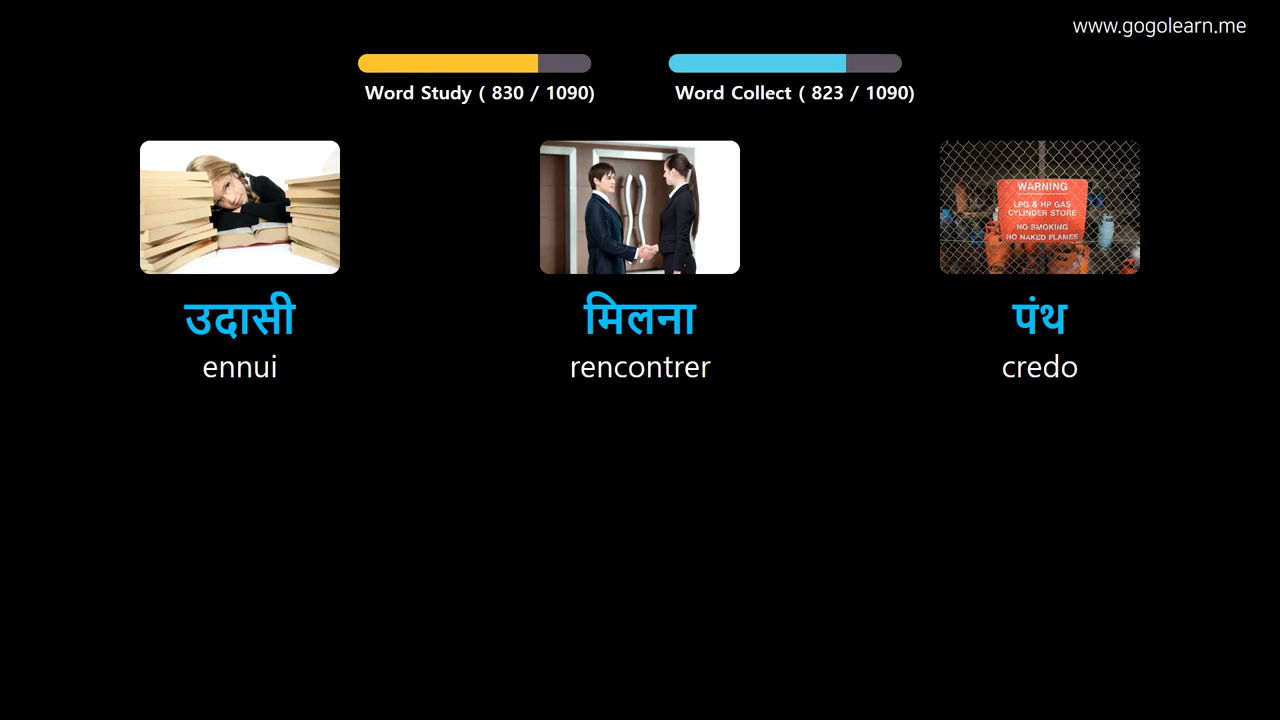 www.gogolearn.me
Word Study ( 830 / 1090)
Word Collect ( 823 / 1090)
WARNING
LPG & HP GAS
CYLINDER STORE
NO SMOKING
NO NAKED FLAMES
उदासी
मिलना
पंथ
ennui
rencontrer
credo